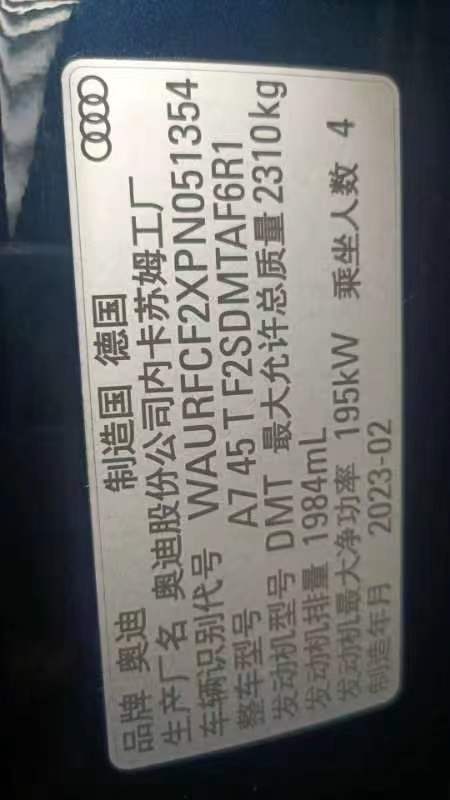 品牌 奥迪 制造国 德国
生产厂名 奥迪股份公司内卡苏姆工厂
车辆识别代号 WAURFCF2XPN051354
整车型号 A7 45 T F2SDMTAF6R1
发动机型号 DMT 最大允许总质量 2310kg
发动机排量 1984mL
发动机最大净功率 195kW 乘坐人数 4
制造年月 2023-02